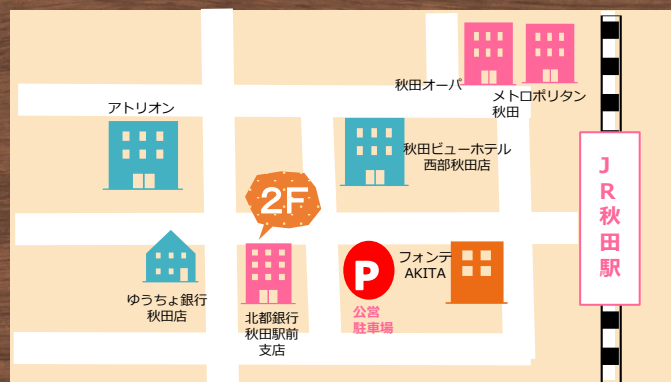 秋田オーパ
メトロポリタン
秋田
アトリオン
秋田ビューホテル
西部秋田店
JR秋田駅
2F
P
フォンテ
AKITA
ゆうちょ銀行
秋田店
北都銀行
秋田駅前
支店
公営
駐車場